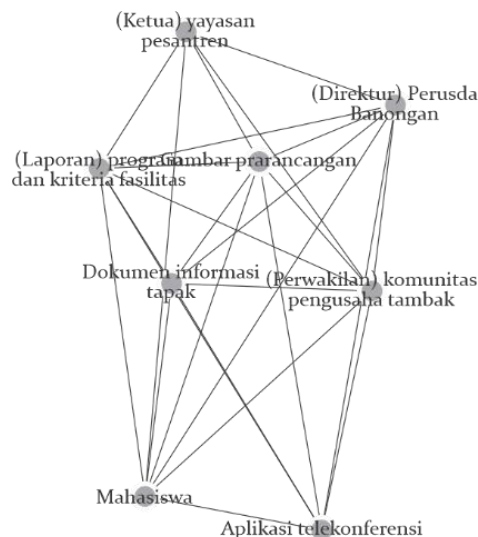 (Ketua) yayasan
pesantren
(Direktur) Perusda
Banongan
(Laporan) program
dan kriteria fasilitas
Gambar prarancangan
Dokumen informasi
tapak
(Perwakilan) komunitas
pengusaha tambak
Mahasiswa
Aplikasi telekonferensi